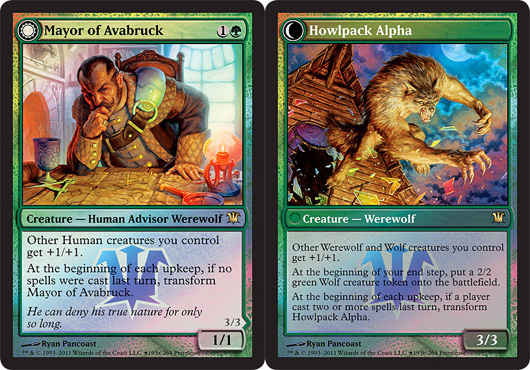 Mayor of Avabruck 1
Creature — Human Advisor Werewolf
Other Human creatures you control
get +1/+1.
At the beginning of each upkeep, if no
spells were cast last turn, transform
Mayor of Avabruck.
He can deny his true nature for only
so long.
3/3
1/1
Ryan Pancoast
™ & © 1993–2011 Wizards of the Coast LLC ★193a/264 Prerelease
Howlpack Alpha
Creature — Werewolf
Other Werewolf and Wolf creatures you control
get +1/+1.
At the beginning of your end step, put a 2/2
green Wolf creature token onto the battlefield.
At the beginning of each upkeep, if a player
cast two or more spells last turn, transform
Howlpack Alpha.
3/3
Ryan Pancoast
™ & © 1993–2011 Wizards of the Coast LLC ★193b/264 Prerelease